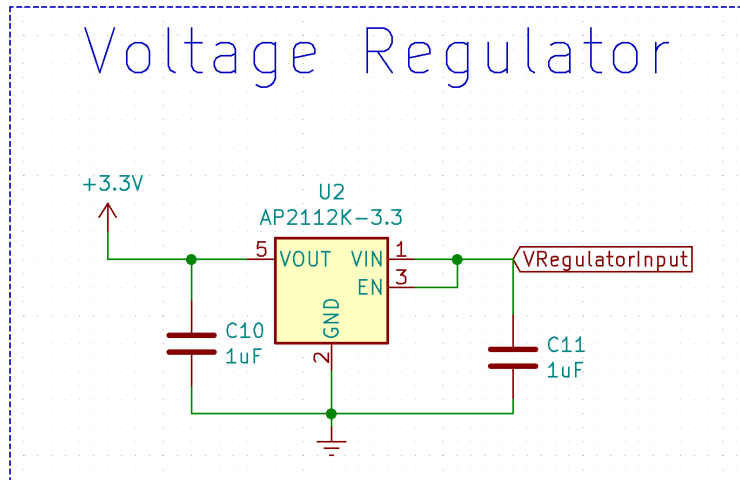 Voltage Regulator
+3.3V
U2
AP2112K-3.3
5
VOUT
VIN
1
EN
3
GND
2
VRegulatorInput
C10
1uF
C11
1uF